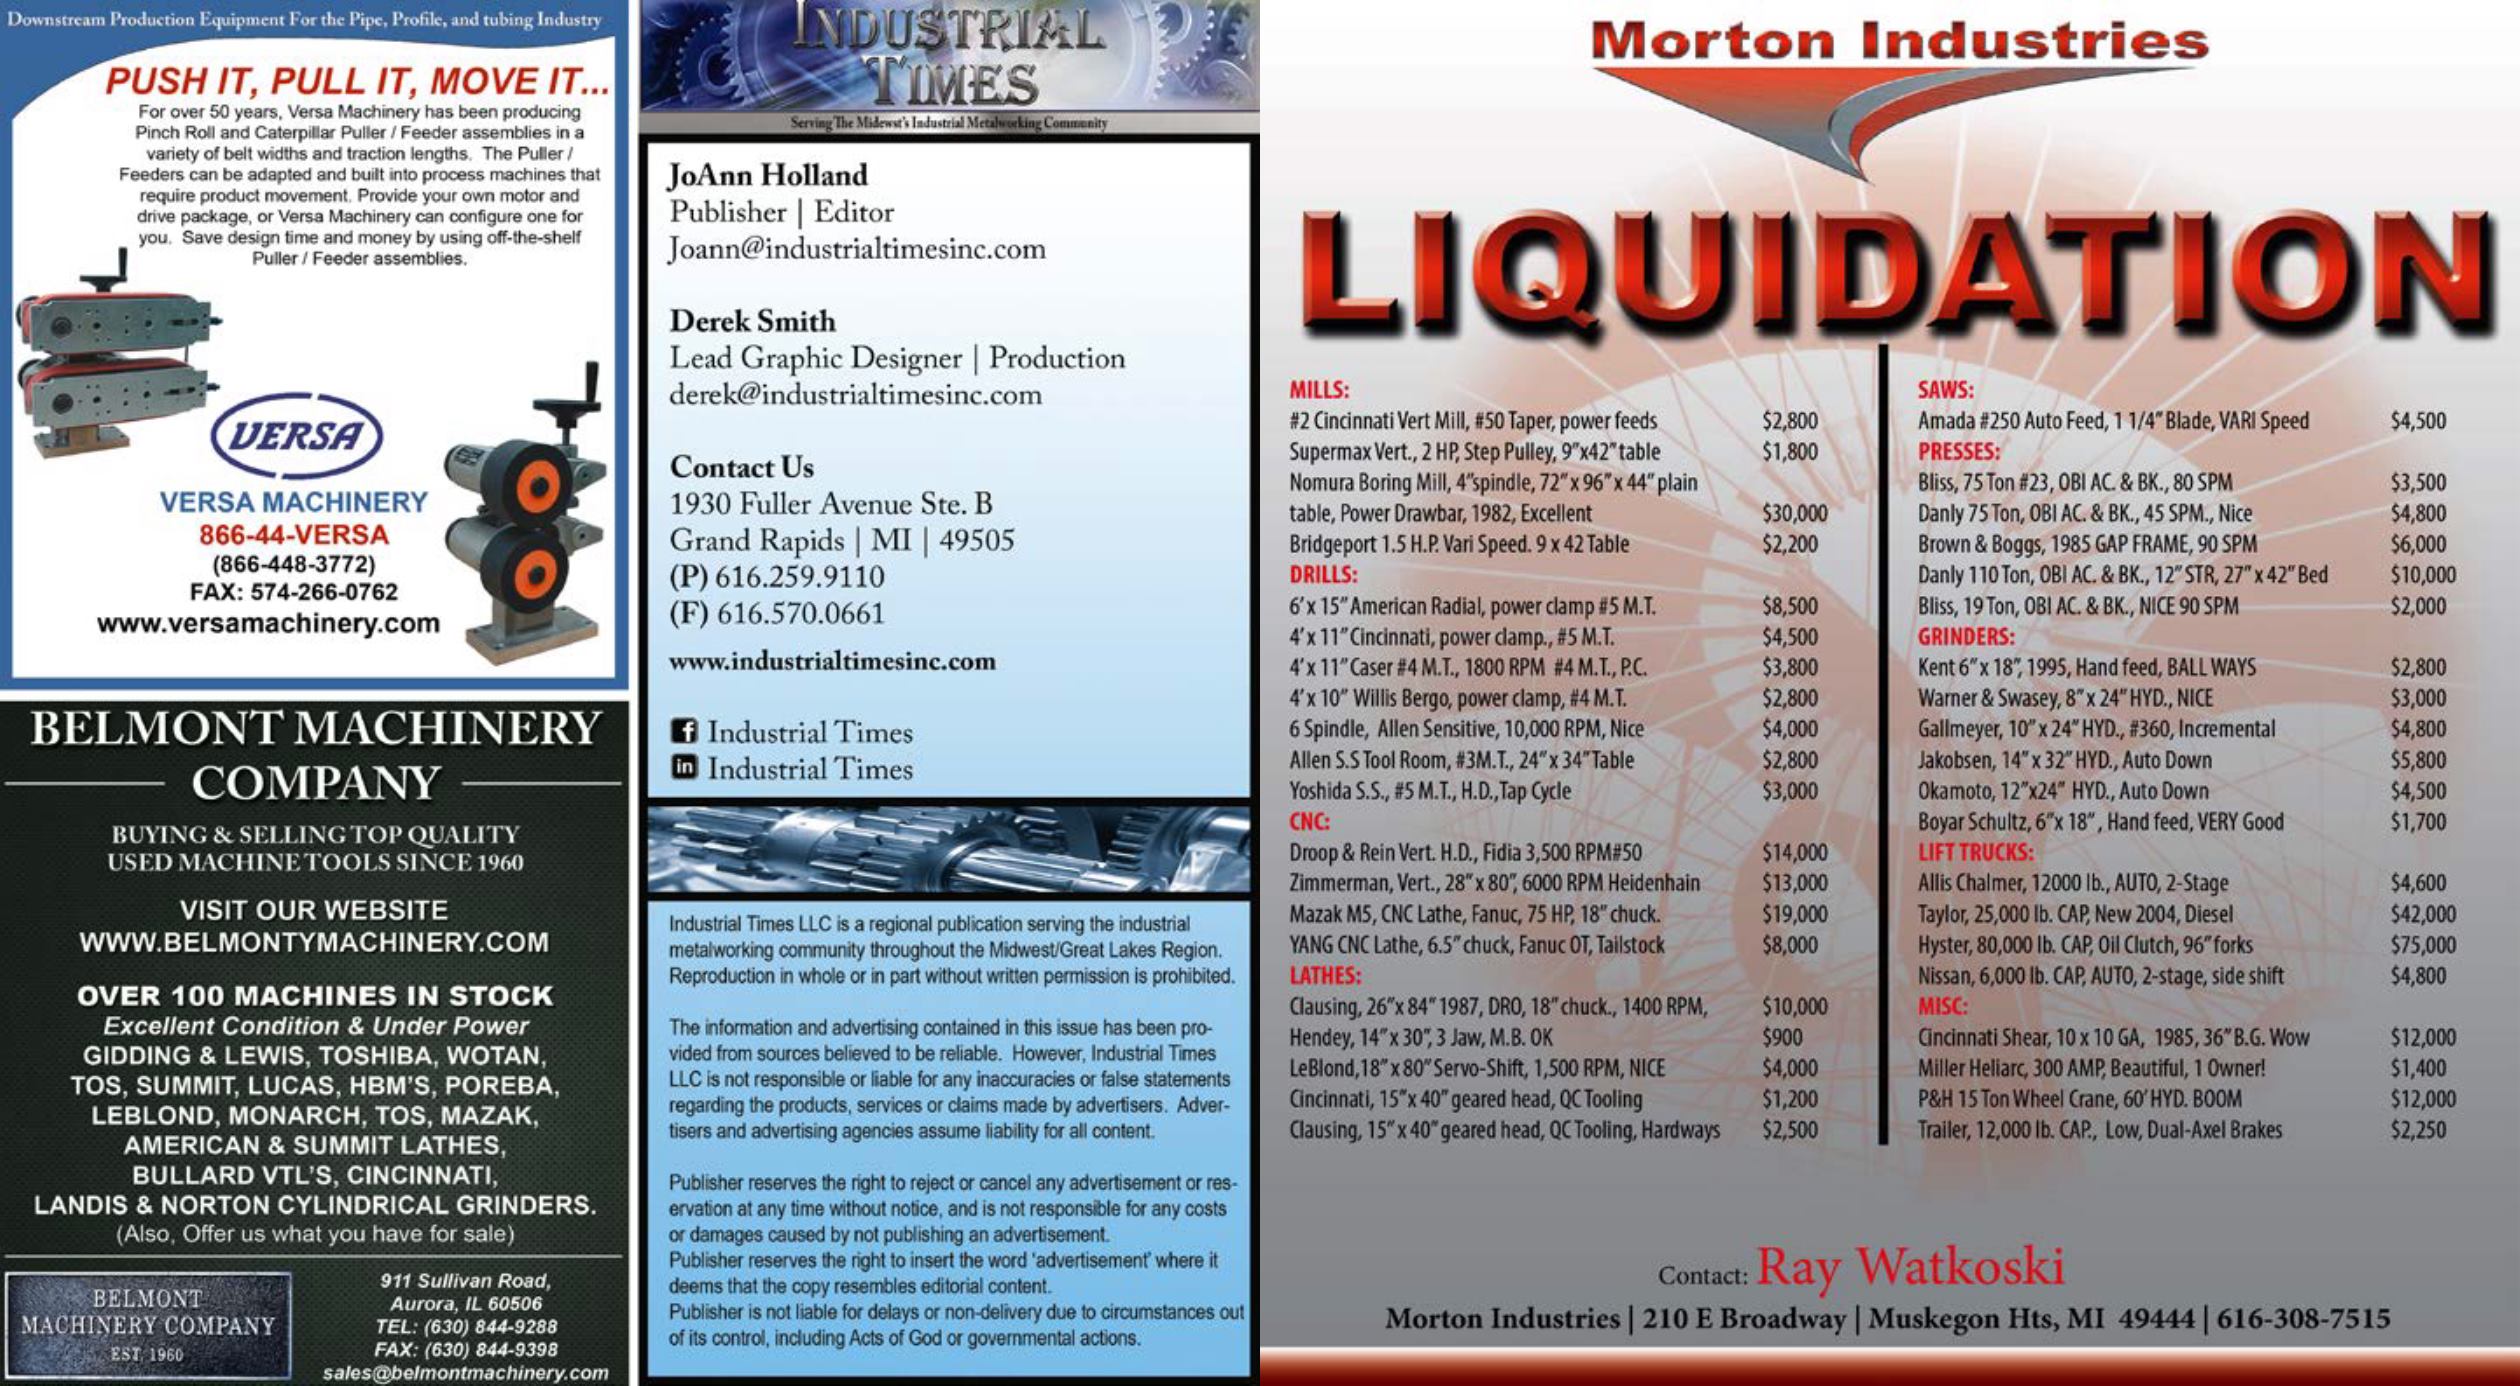 Downstream Production Equipment For the Pipe, Profile, and tubing Industry
PUSH IT, PULL IT, MOVE IT...
For over 50 years, Versa Machinery has been producing
Pinch Roll and Caterpillar Puller / Feeder assemblies in a
variety of belt widths and traction lengths. The Puller /
Feeders can be adapted and built into process machines that
require product movement. Provide your own motor and
drive package, or Versa Machinery can configure one for
you. Save design time and money by using off-the-shelf
Puller / Feeder assemblies.
VERSA
VERSA MACHINERY
866-44-VERSA
(866-448-3772)
FAX: 574-266-0762
www.versamachinery.com
BELMONT MACHINERY
COMPANY
BUYING & SELLING TOP QUALITY
USED MACHINE TOOLS SINCE 1960
VISIT OUR WEBSITE
WWW.BELMONTYMACHINERY.COM
OVER 100 MACHINES IN STOCK
Excellent Condition & Under Power
GIDDING & LEWIS, TOSHIBA, WOTAN,
TOS, SUMMIT, LUCAS, HBM'S, POREBA,
LEBLOND, MONARCH, TOS, MAZAK,
AMERICAN & SUMMIT LATHES,
BULLARD VTL'S, CINCINNATI,
LANDIS & NORTON CYLINDRICAL GRINDERS.
(Also, Offer us what you have for sale)
BELMONT
MACHINERY COMPANY
EST. 1960
911 Sullivan Road,
Aurora, IL 60506
TEL: (630) 844-9288
FAX: (630) 844-9398
sales@belmontmachinery.com
INDUSTRIAL
TIMES
Serving The Midewst's Industrial Metalworking Community
JoAnn Holland
Publisher | Editor
Joann@industrialtimesinc.com
Derek Smith
Lead Graphic Designer | Production
derek@industrialtimesinc.com
Contact Us
1930 Fuller Avenue Ste. B
Grand Rapids | MI | 49505
(P) 616.259.9110
(F) 616.570.0661
www.industrialtimesinc.com
Industrial Times
Industrial Times
Industrial Times LLC is a regional publication serving the industrial
metalworking community throughout the Midwest/Great Lakes Region.
Reproduction in whole or in part without written permission is prohibited.
The information and advertising contained in this issue has been pro-
vided from sources believed to be reliable. However, Industrial Times
LLC is not responsible or liable for any inaccuracies or false statements
regarding the products, services or claims made by advertisers. Adver-
tisers and advertising agencies assume liability for all content.
Publisher reserves the right to reject or cancel any advertisement or res-
ervation at any time without notice, and is not responsible for any costs
or damages caused by not publishing an advertisement.
Publisher reserves the right to insert the word 'advertisement' where it
deems that the copy resembles editorial content.
Publisher is not liable for delays or non-delivery due to circumstances out
of its control, including Acts of God or governmental actions.
Morton Industries
LIQUIDATION
MILLS:
#2 Cincinnati Vert Mill, #50 Taper, power feeds $2,800
Supermax Vert., 2 HP, Step Pulley, 9"x42" table $1,800
Nomura Boring Mill, 4"spindle, 72" x 96" x 44" plain
table, Power Drawbar, 1982, Excellent $30,000
Bridgeport 1.5 H.P. Vari Speed. 9 x 42 Table $2,200
DRILLS:
6' x 15" American Radial, power clamp #5 M.T. $8,500
4' x 11" Cincinnati, power clamp., #5 M.T. $4,500
4' x 11" Caser #4 M.T., 1800 RPM #4 M.T., P.C. $3,800
4' x 10" Willis Bergo, power clamp, #4 M.T. $2,800
6 Spindle, Allen Sensitive, 10,000 RPM, Nice $4,000
Allen S.S Tool Room, #3M.T., 24" x 34" Table $2,800
Yoshida S.S., #5 M.T., H.D.,Tap Cycle $3,000
CNC:
Droop & Rein Vert. H.D., Fidia 3,500 RPM#50 $14,000
Zimmerman, Vert., 28" x 80", 6000 RPM Heidenhain $13,000
Mazak M5, CNC Lathe, Fanuc, 75 HP, 18" chuck. $19,000
YANG CNC Lathe, 6.5" chuck, Fanuc OT, Tailstock $8,000
LATHES:
Clausing, 26"x 84" 1987, DRO, 18" chuck., 1400 RPM, $10,000
Hendey, 14" x 30", 3 Jaw, M.B. OK $900
LeBlond,18" x 80" Servo-Shift, 1,500 RPM, NICE $4,000
Cincinnati, 15"x 40" geared head, QC Tooling $1,200
Clausing, 15" x 40" geared head, QC Tooling, Hardways $2,500
SAWS:
Amada #250 Auto Feed, 1 1/4" Blade, VARI Speed $4,500
PRESSES:
Bliss, 75 Ton #23, OBI AC. & BK., 80 SPM $3,500
Danly 75 Ton, OBI AC. & BK., 45 SPM., Nice $4,800
Brown & Boggs, 1985 GAP FRAME, 90 SPM $6,000
Danly 110 Ton, OBI AC. & BK., 12" STR, 27" x 42" Bed $10,000
Bliss, 19 Ton, OBI AC. & BK., NICE 90 SPM $2,000
GRINDERS:
Kent 6" x 18", 1995, Hand feed, BALL WAYS $2,800
Warner & Swasey, 8" x 24" HYD., NICE $3,000
Gallmeyer, 10" x 24" HYD., #360, Incremental $4,800
Jakobsen, 14" x 32" HYD., Auto Down $5,800
Okamoto, 12"x24" HYD., Auto Down $4,500
Boyar Schultz, 6"x 18", Hand feed, VERY Good $1,700
LIFT TRUCKS:
Allis Chalmer, 12000 lb., AUTO, 2-Stage $4,600
Taylor, 25,000 lb. CAP, New 2004, Diesel $42,000
Hyster, 80,000 lb. CAP, Oil Clutch, 96" forks $75,000
Nissan, 6,000 lb. CAP, AUTO, 2-stage, side shift $4,800
MISC:
Cincinnati Shear, 10 x 10 GA, 1985, 36" B.G. Wow $12,000
Miller Heliarc, 300 AMP, Beautiful, 1 Owner! $1,400
P&H 15 Ton Wheel Crane, 60' HYD. BOOM $12,000
Trailer, 12,000 lb. CAP., Low, Dual-Axel Brakes $2,250
Contact: Ray Watkoski
Morton Industries | 210 E Broadway | Muskegon Hts, MI 49444 | 616-308-7515